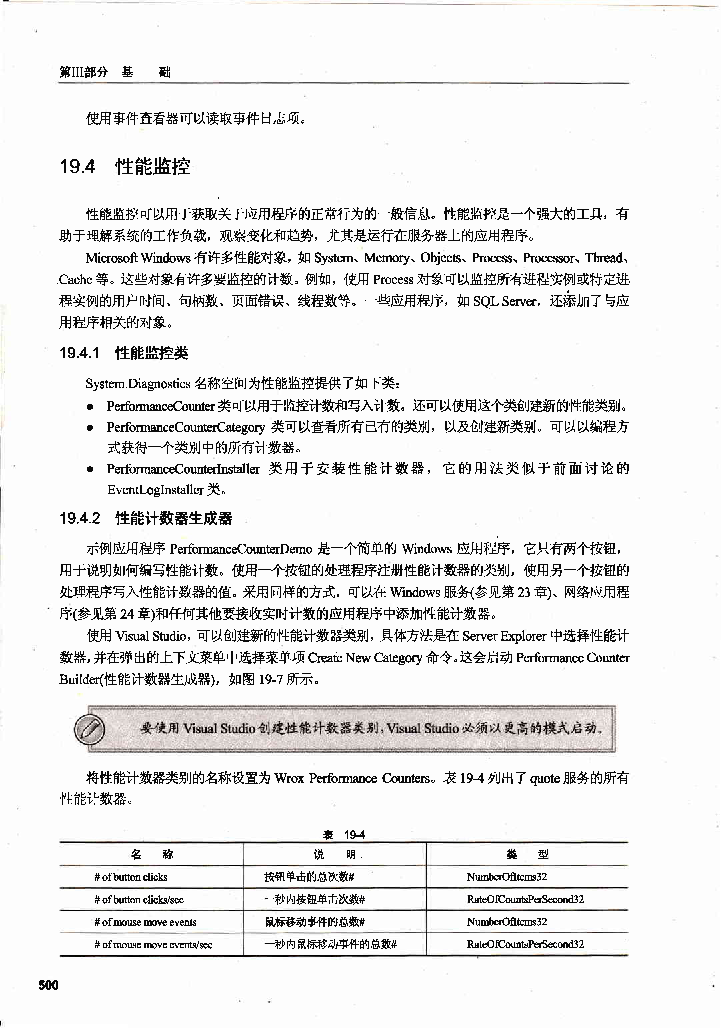 第III部分 基 础
使用事件查看器可以读取事件日志项。
19.4 性能监控
性能监控可以用于获取关于应用程序的正常行为的一般信息。性能监控是一个强大的工具，有
助于理解系统的工作负载，观察变化和趋势，尤其是运行在服务器上的应用程序。
Microsoft Windows 有许多性能对象，如 System、Memory、Objects、Process、Processor、Thread、
Cache 等。这些对象有许多要监控的计数。例如，使用 Process 对象可以监控所有进程实例或特定进
程实例的用户时间、句柄数、页面错误、线程数等。一些应用程序，如 SQL Server，还添加了与应
用程序相关的对象。
19.4.1 性能监控类
System.Diagnostics 名称空间为性能监控提供了如下类：
● PerformanceCounter 类可以用于监控计数和写入计数。还可以使用这个类创建新的性能类别。
● PerformanceCounterCategory 类可以查看所有已有的类别，以及创建新类别。可以以编程方
式获得一个类别中的所有计数器。
● PerformanceCounterInstaller 类用于安装性能计数器，它的用法类似于前面讨论的
EventLogInstaller 类。
19.4.2 性能计数器生成器
示例应用程序 PerformanceCounterDemo 是一个简单的 Windows 应用程序，它只有两个按钮，
用于说明如何编写性能计数。使用一个按钮的处理程序注册性能计数器的类别，使用另一个按钮的
处理程序写入性能计数器的值。采用同样的方式，可以在 Windows 服务(参见第 23 章)、网络应用程
序(参见第 24 章)和任何其他要接收实时计数的应用程序中添加性能计数器。
使用 Visual Studio，可以创建新的性能计数器类别，具体方法是在 Server Explorer 中选择性能计
数器，并在弹出的上下文菜单中选择菜单项 Create New Category 命令。这会启动 Performance Counter
Builder(性能计数器生成器)，如图 19-7 所示。
要使用 Visual Studio 创建性能计数器类别，Visual Studio 必须以更高的模式启动。
将性能计数器类别的名称设置为 Wrox Performance Counters。表 19-4 列出了 quote 服务的所有
性能计数器。
表 19-4
名 称 说 明 类 型
# of button clicks 按钮单击的总次数# NumberOfItems32
# of button clicks/sec 一秒内按钮单击次数# RateOfCountsPerSecond32
# of mouse move events 鼠标移动事件的总数# NumberOfItems32
# of mouse move events/sec 一秒内鼠标移动事件的总数# RateOfCountsPerSecond32
500